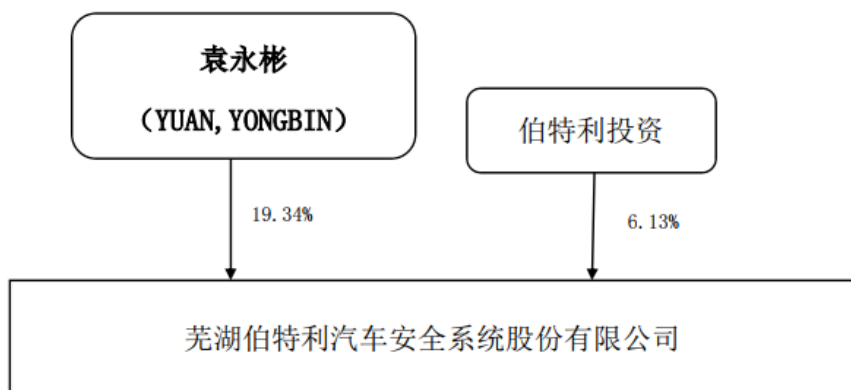 袁永彬
（YUAN,YONGBIN）
伯特利投资
19.34%
6.13%
芜湖伯特利汽车安全系统股份有限公司